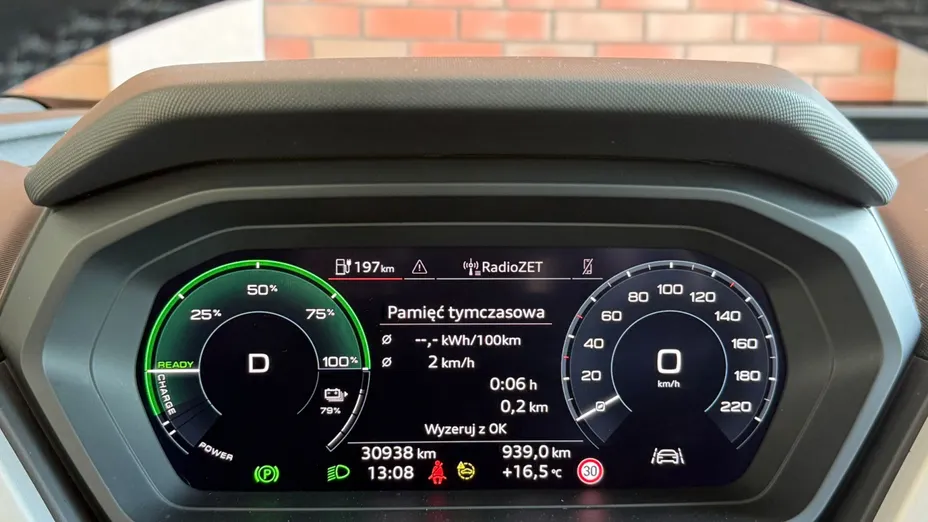 197 km
RadioZET
50%
25%
75%
100%
READY
CHARGE
POWER
D
79%
Pamięć tymczasowa
Ø --,- kWh/100km
Ø 2 km/h
0:06 h
0,2 km
Wyzeruj z OK
30938 km 939,0 km
13:08 +16,5 °C
20
40
60
80
100
120
140
160
180
220
0
km/h
P
30